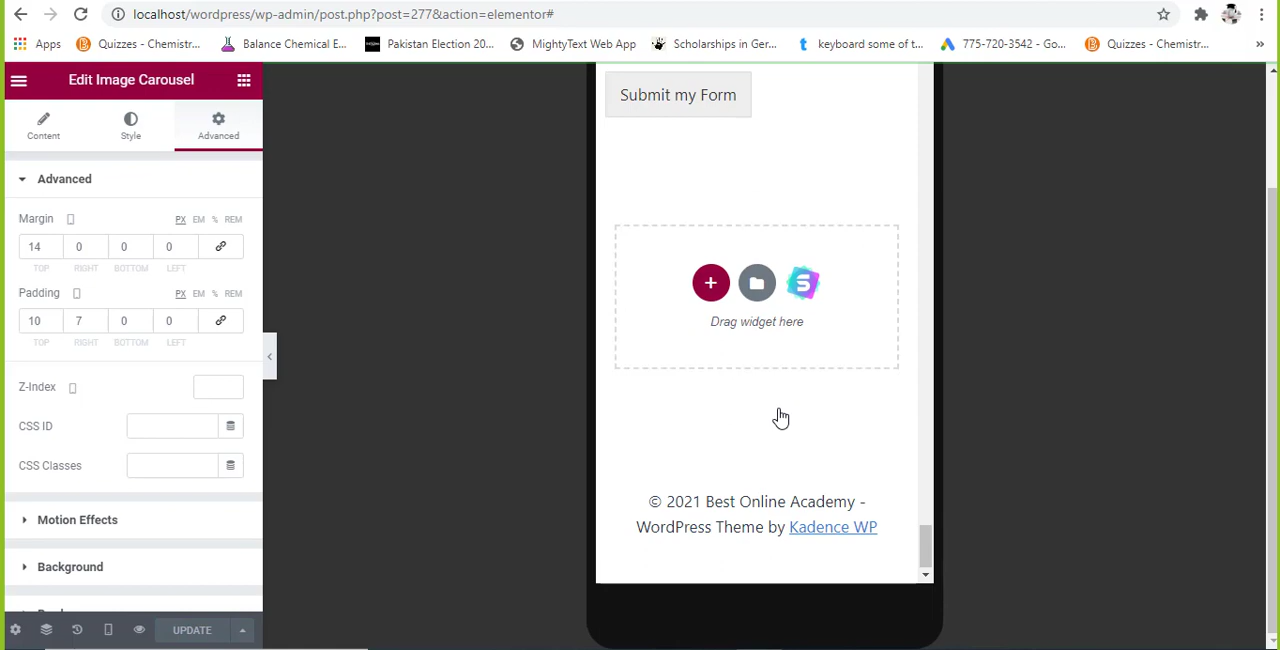 localhost/wordpress/wp-admin/post.php?post=277&action=elementor#
Apps Quizzes - Chemistr... Balance Chemical E... Pakistan Election 20... MightyText Web App Scholarships in Ger... keyboard some of t... 775-720-3542 - Go... Quizzes - Chemistr... »
Edit Image Carousel
Content Style Advanced
Advanced
Margin PX EM % REM
14 0 0 0
TOP RIGHT BOTTOM LEFT
Padding PX EM % REM
10 7 0 0
TOP RIGHT BOTTOM LEFT
Z-Index
CSS ID
CSS Classes
Motion Effects
Background
UPDATE
Submit my Form
S
Drag widget here
© 2021 Best Online Academy -
WordPress Theme by Kadence WP